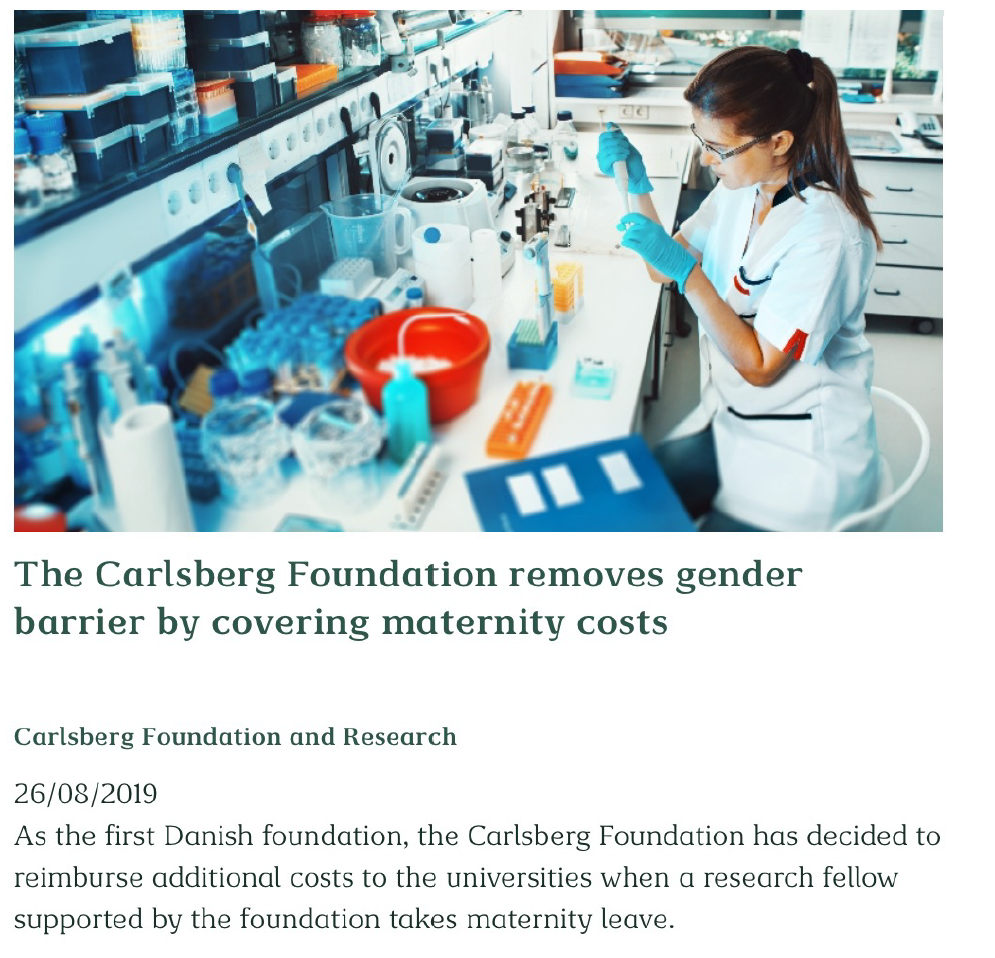 The Carlsberg Foundation removes gender
barrier by covering maternity costs
Carlsberg Foundation and Research
26/08/2019
As the first Danish foundation, the Carlsberg Foundation has decided to
reimburse additional costs to the universities when a research fellow
supported by the foundation takes maternity leave.